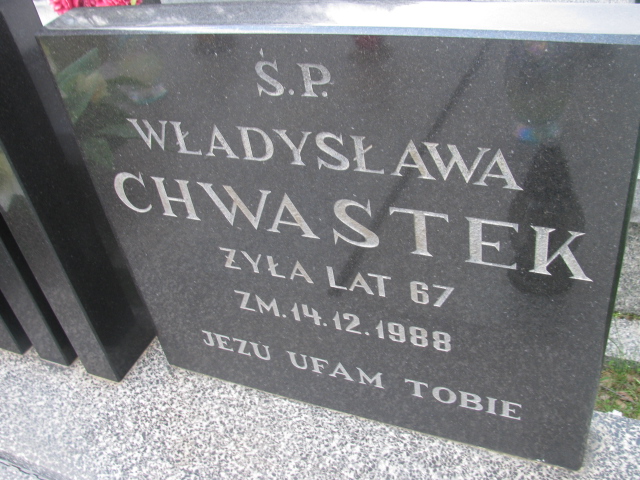 Ś.P.
WŁADYSŁAWA
CHWASTEK
ŻYŁA LAT 67
ZM.14.12.1988
JEZU UFAM TOBIE